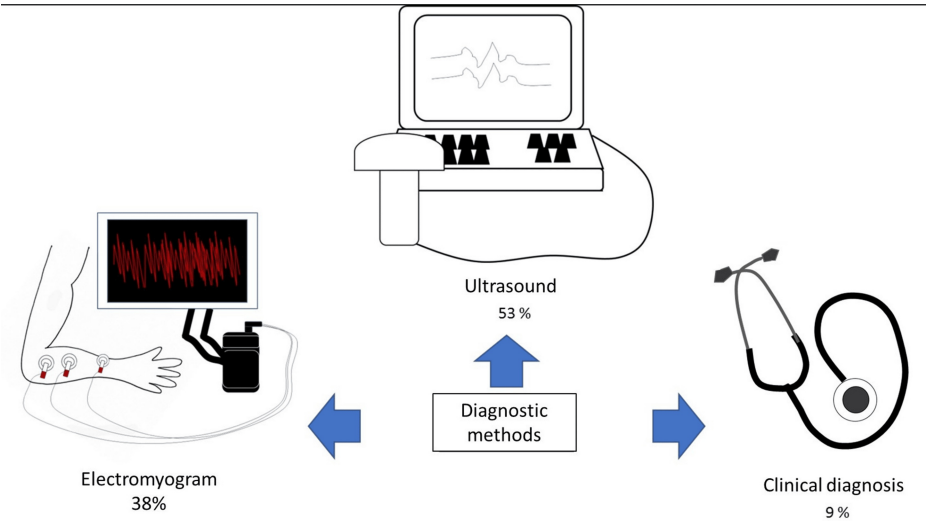 Ultrasound
53 %
Diagnostic
methods
Electromyogram
38%
Clinical diagnosis
9 %